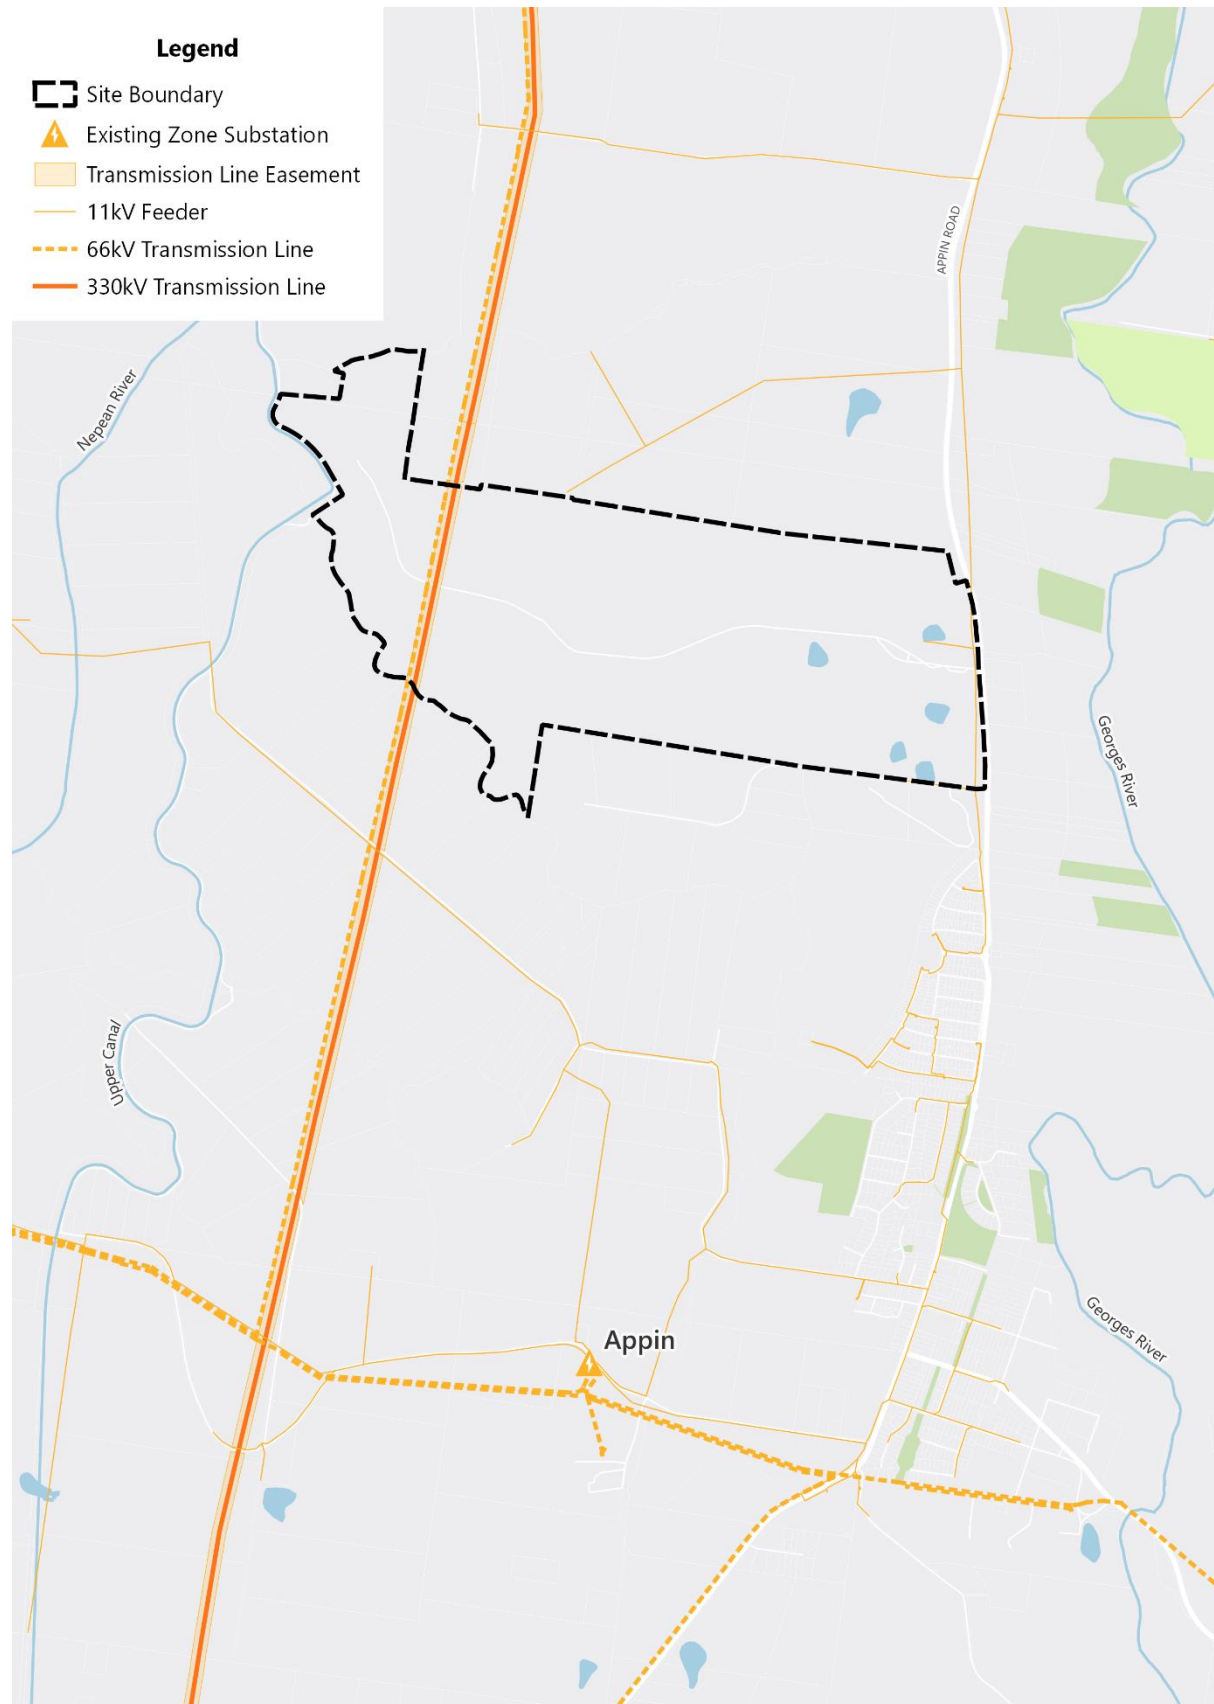 Legend
Site Boundary
Existing Zone Substation
Transmission Line Easement
11kV Feeder
66kV Transmission Line
330kV Transmission Line
APPIN ROAD
Nepean River
Georges River
Upper Canal
Georges River
Appin